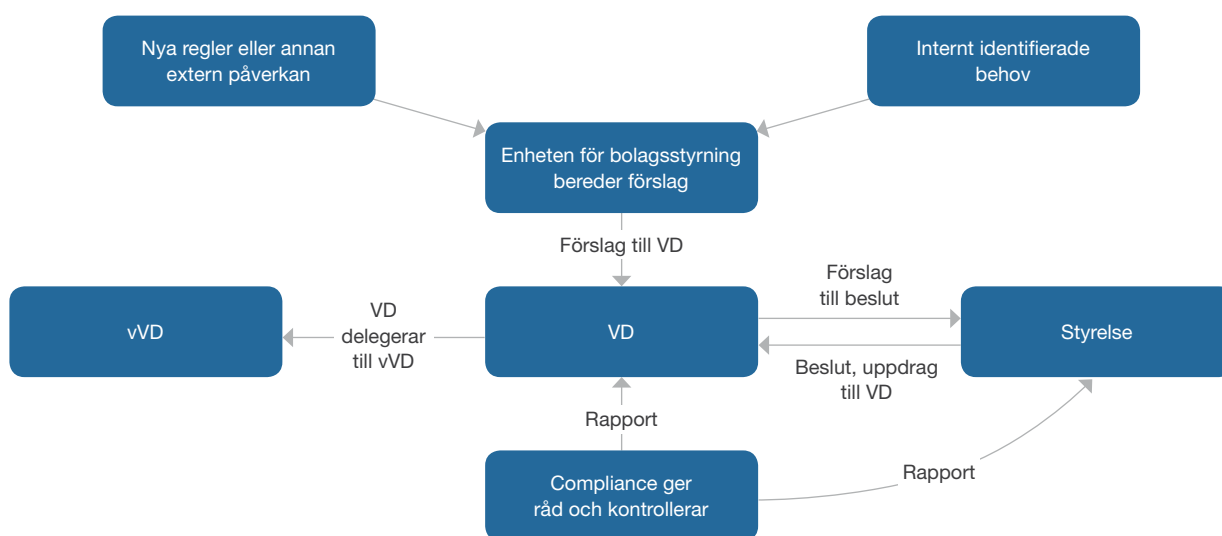 Nya regler eller annan
extern påverkan
Internt identifierade
behov
Enheten för bolagsstyrning
bereder förslag
Förslag till VD
vVD
VD
delegerar
till vVD
VD
Förslag
till beslut
Beslut, uppdrag
till VD
Styrelse
Rapport
Compliance ger
råd och kontrollerar
Rapport